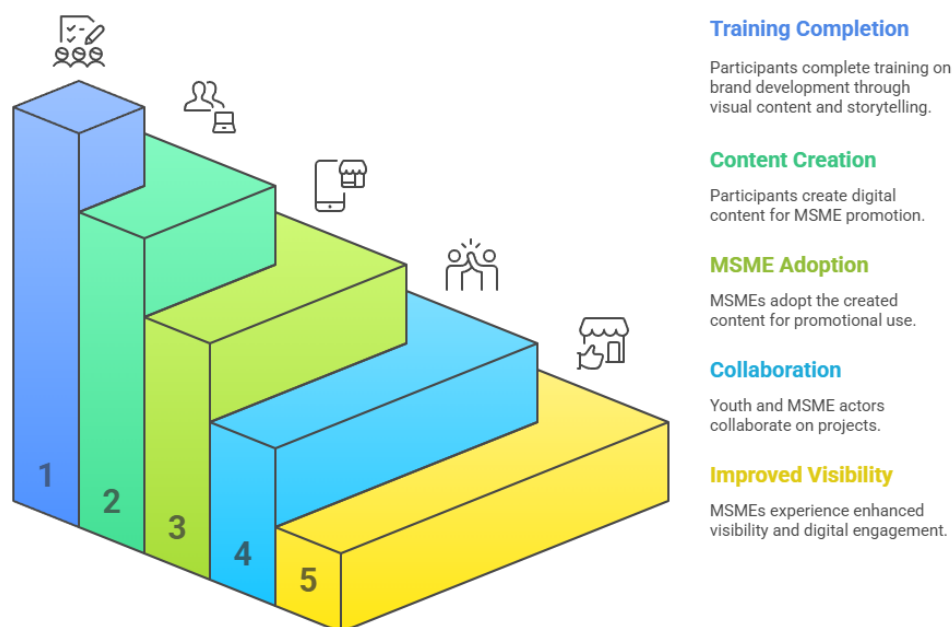 Training Completion
Participants complete training on
brand development through
visual content and storytelling.
Content Creation
Participants create digital
content for MSME promotion.
MSME Adoption
MSMEs adopt the created
content for promotional use.
Collaboration
Youth and MSME actors
collaborate on projects.
Improved Visibility
MSMEs experience enhanced
visibility and digital engagement.
1
2
3
4
5